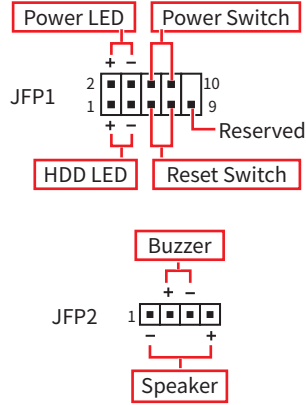 Power LED Power Switch
+ −
2 10
JFP1
1 9
+ −
Reserved
HDD LED Reset Switch
Buzzer
+ −
JFP2 1
− +
Speaker